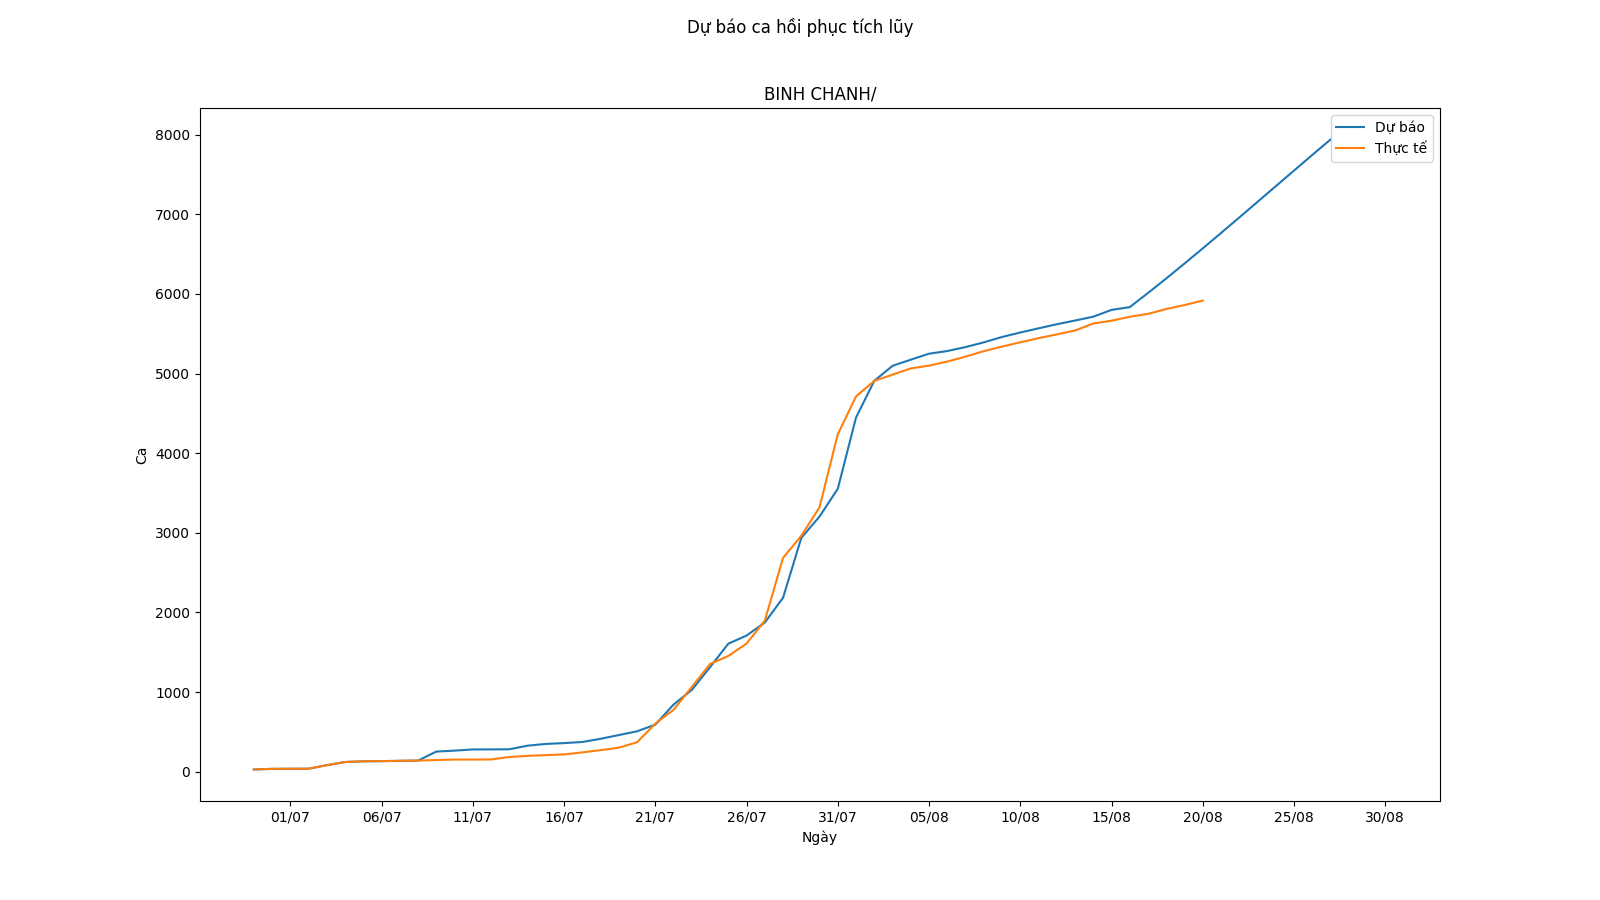 Dự báo ca hồi phục tích lũy
BINH CHANH/
Dự báo
Thực tế
8000
7000
6000
5000
4000
3000
2000
1000
0
Ca
01/07 06/07 11/07 16/07 21/07 26/07 31/07 05/08 10/08 15/08 20/08 25/08 30/08
Ngày